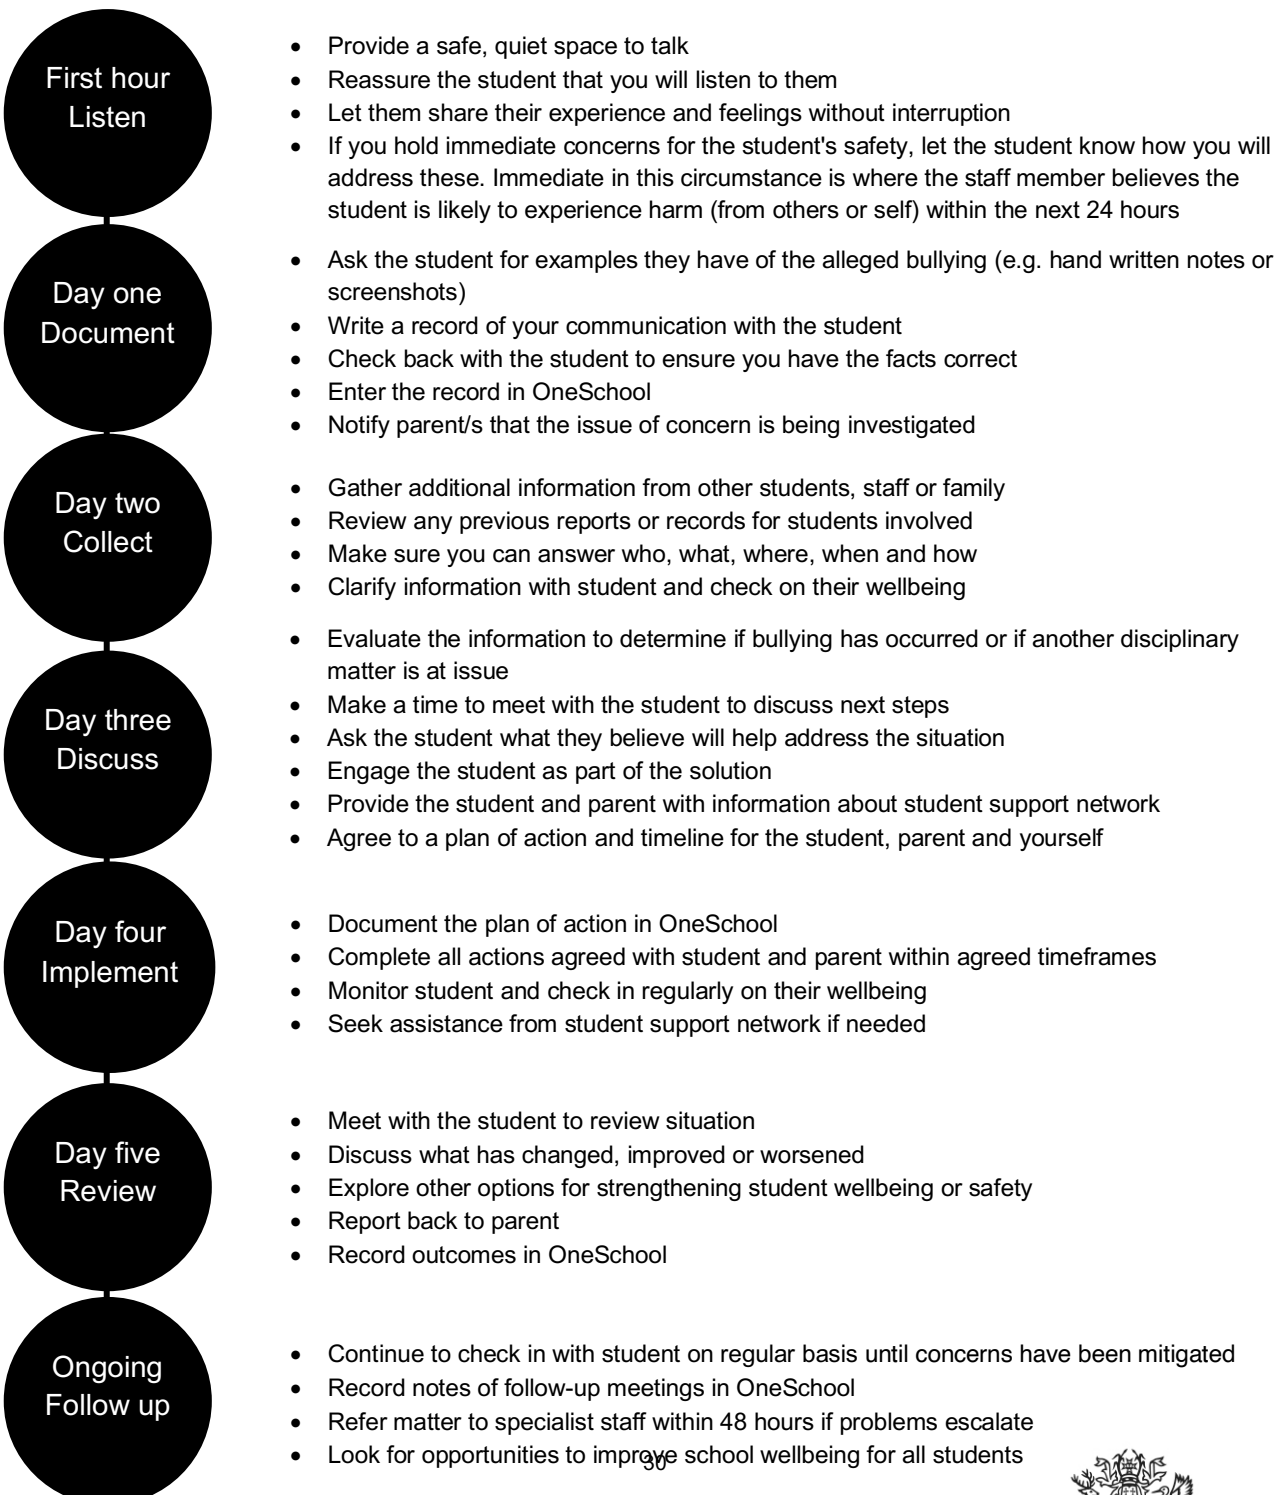 First hour
Listen
• Provide a safe, quiet space to talk
• Reassure the student that you will listen to them
• Let them share their experience and feelings without interruption
• If you hold immediate concerns for the student's safety, let the student know how you will
address these. Immediate in this circumstance is where the staff member believes the
student is likely to experience harm (from others or self) within the next 24 hours
Day one
Document
• Ask the student for examples they have of the alleged bullying (e.g. hand written notes or
screenshots)
• Write a record of your communication with the student
• Check back with the student to ensure you have the facts correct
• Enter the record in OneSchool
• Notify parent/s that the issue of concern is being investigated
Day two
Collect
• Gather additional information from other students, staff or family
• Review any previous reports or records for students involved
• Make sure you can answer who, what, where, when and how
• Clarify information with student and check on their wellbeing
Day three
Discuss
• Evaluate the information to determine if bullying has occurred or if another disciplinary
matter is at issue
• Make a time to meet with the student to discuss next steps
• Ask the student what they believe will help address the situation
• Engage the student as part of the solution
• Provide the student and parent with information about student support network
• Agree to a plan of action and timeline for the student, parent and yourself
Day four
Implement
• Document the plan of action in OneSchool
• Complete all actions agreed with student and parent within agreed timeframes
• Monitor student and check in regularly on their wellbeing
• Seek assistance from student support network if needed
Day five
Review
• Meet with the student to review situation
• Discuss what has changed, improved or worsened
• Explore other options for strengthening student wellbeing or safety
• Report back to parent
• Record outcomes in OneSchool
Ongoing
Follow up
• Continue to check in with student on regular basis until concerns have been mitigated
• Record notes of follow-up meetings in OneSchool
• Refer matter to specialist staff within 48 hours if problems escalate
• Look for opportunities to improve school wellbeing for all students
30